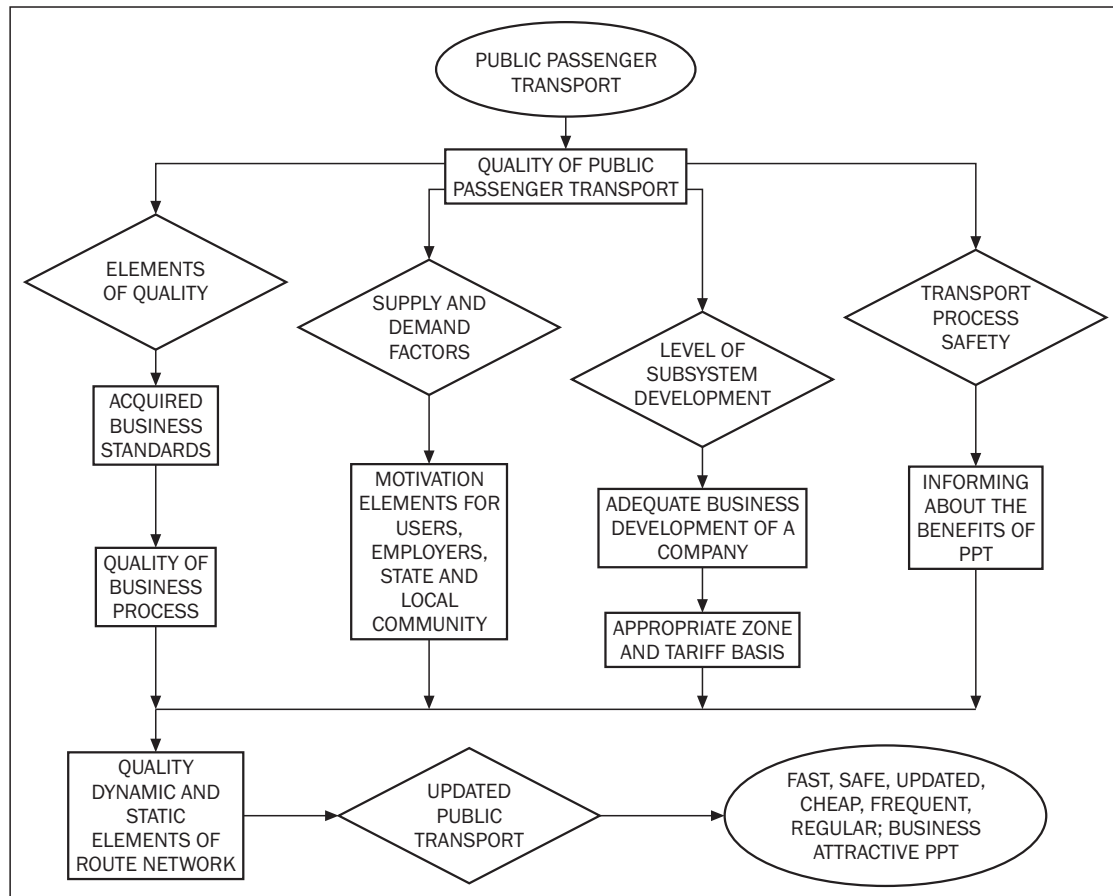 PUBLIC PASSENGER
TRANSPORT
QUALITY OF PUBLIC
PASSENGER TRANSPORT
ELEMENTS
OF QUALITY
SUPPLY AND
DEMAND
FACTORS
LEVEL OF
SUBSYSTEM
DEVELOPMENT
TRANSPORT
PROCESS
SAFETY
ACQUIRED
BUSINESS
STANDARDS
MOTIVATION
ELEMENTS FOR
USERS,
EMPLOYERS,
STATE AND
LOCAL
COMMUNITY
ADEQUATE BUSINESS
DEVELOPMENT OF A
COMPANY
INFORMING
ABOUT THE
BENEFITS OF
PPT
QUALITY OF
BUSINESS
PROCESS
APPROPRIATE ZONE
AND TARIFF BASIS
QUALITY
DYNAMIC AND
STATIC
ELEMENTS OF
ROUTE NETWORK
UPDATED
PUBLIC
TRANSPORT
FAST, SAFE, UPDATED,
CHEAP, FREQUENT,
REGULAR; BUSINESS
ATTRACTIVE PPT